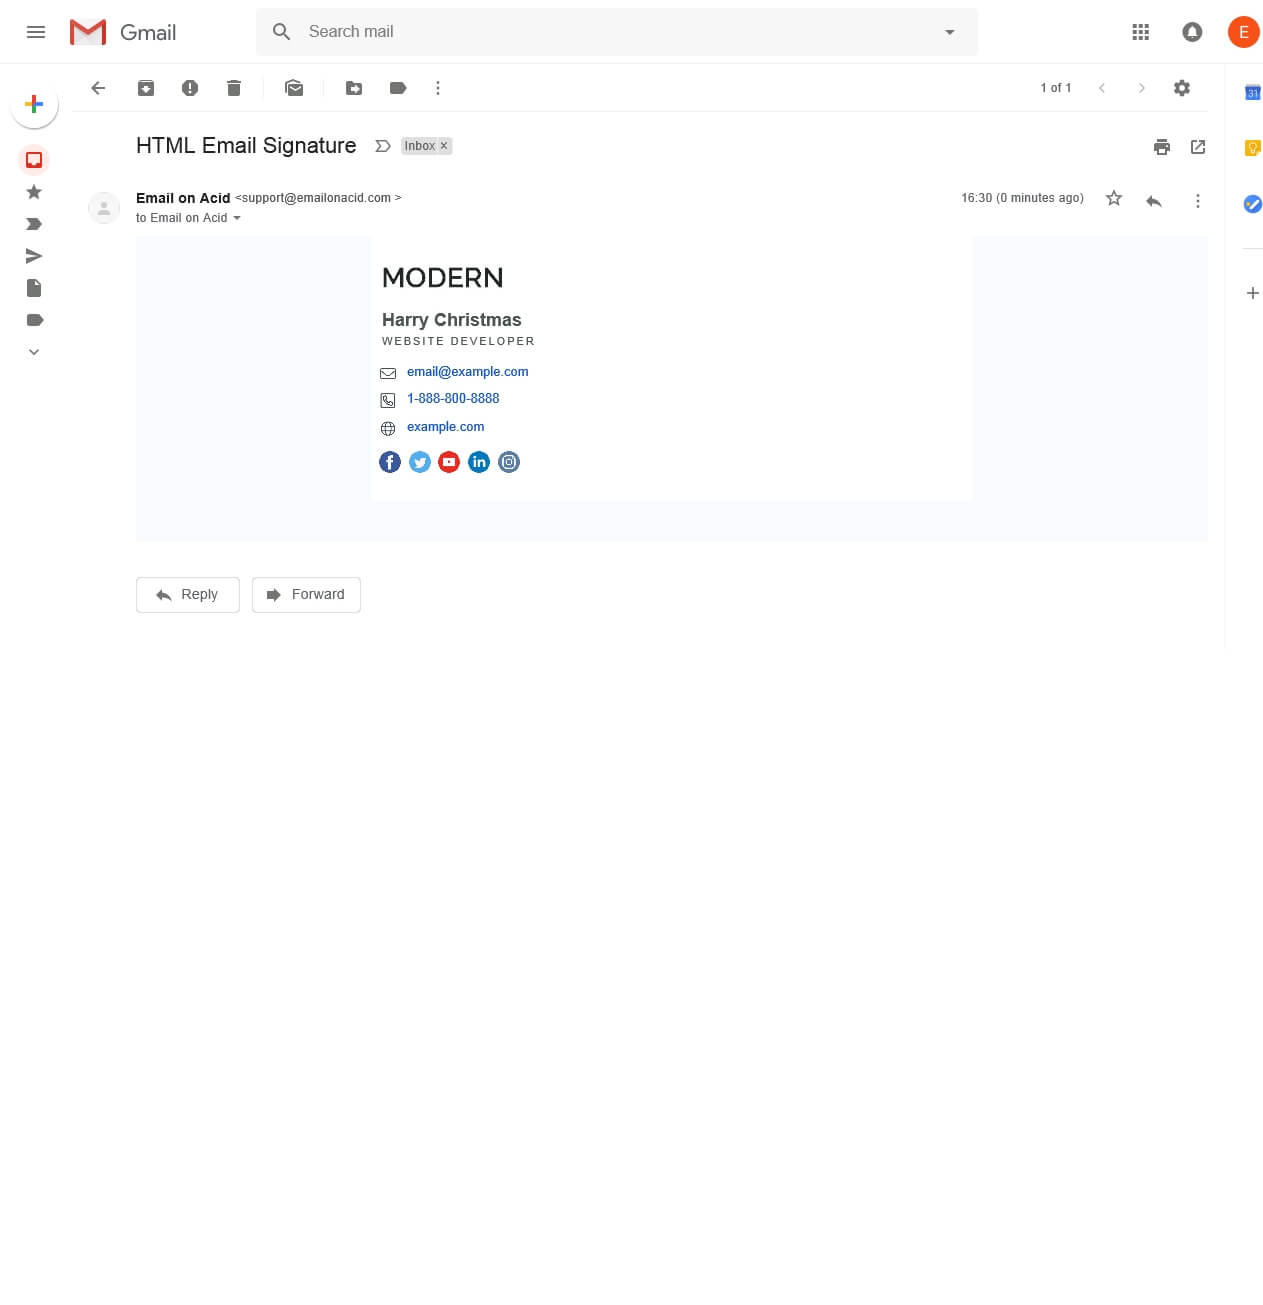 Gmail
Search mail
E
1 of 1
31
HTML Email Signature
Inbox ×
Email on Acid <support@emailonacid.com >
16:30 (0 minutes ago)
to Email on Acid
MODERN
Harry Christmas
WEBSITE DEVELOPER
email@example.com
1-888-800-8888
example.com
Reply
Forward